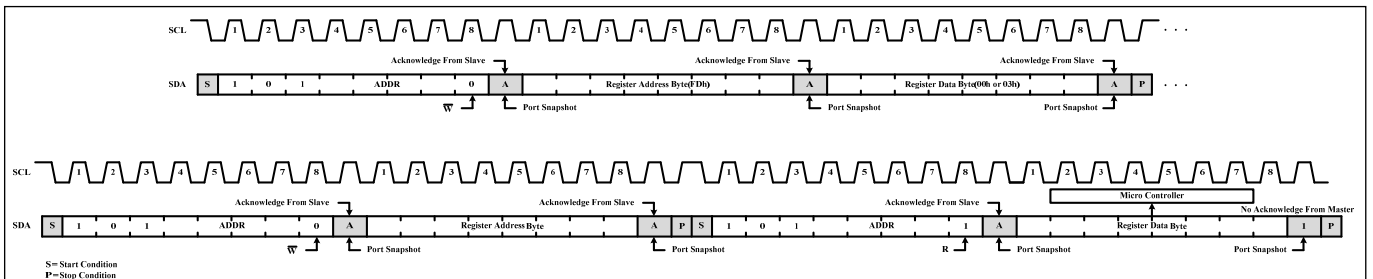 SCL 1 2 3 4 5 6 7 8 1 2 3 4 5 6 7 8 1 2 3 4 5 6 7 8 . . .
Acknowledge From Slave Acknowledge From Slave Acknowledge From Slave
SDA S 1 0 1 ADDR 0 A Register Address Byte(FDh) A Register Data Byte(00h or 03h) A P . . .
W Port Snapshot Port Snapshot Port Snapshot
SCL 1 2 3 4 5 6 7 8 1 2 3 4 5 6 7 8 1 2 3 4 5 6 7 8 1 2 3 4 5 6 7 8
Micro Controller
Acknowledge From Slave Acknowledge From Slave Acknowledge From Slave No Acknowledge From Master
SDA S 1 0 1 ADDR 0 A Register Address Byte A P S 1 0 1 ADDR 1 A Register Data Byte 1 P
W Port Snapshot Port Snapshot R Port Snapshot Port Snapshot
S=Start Condition
P=Stop Condition